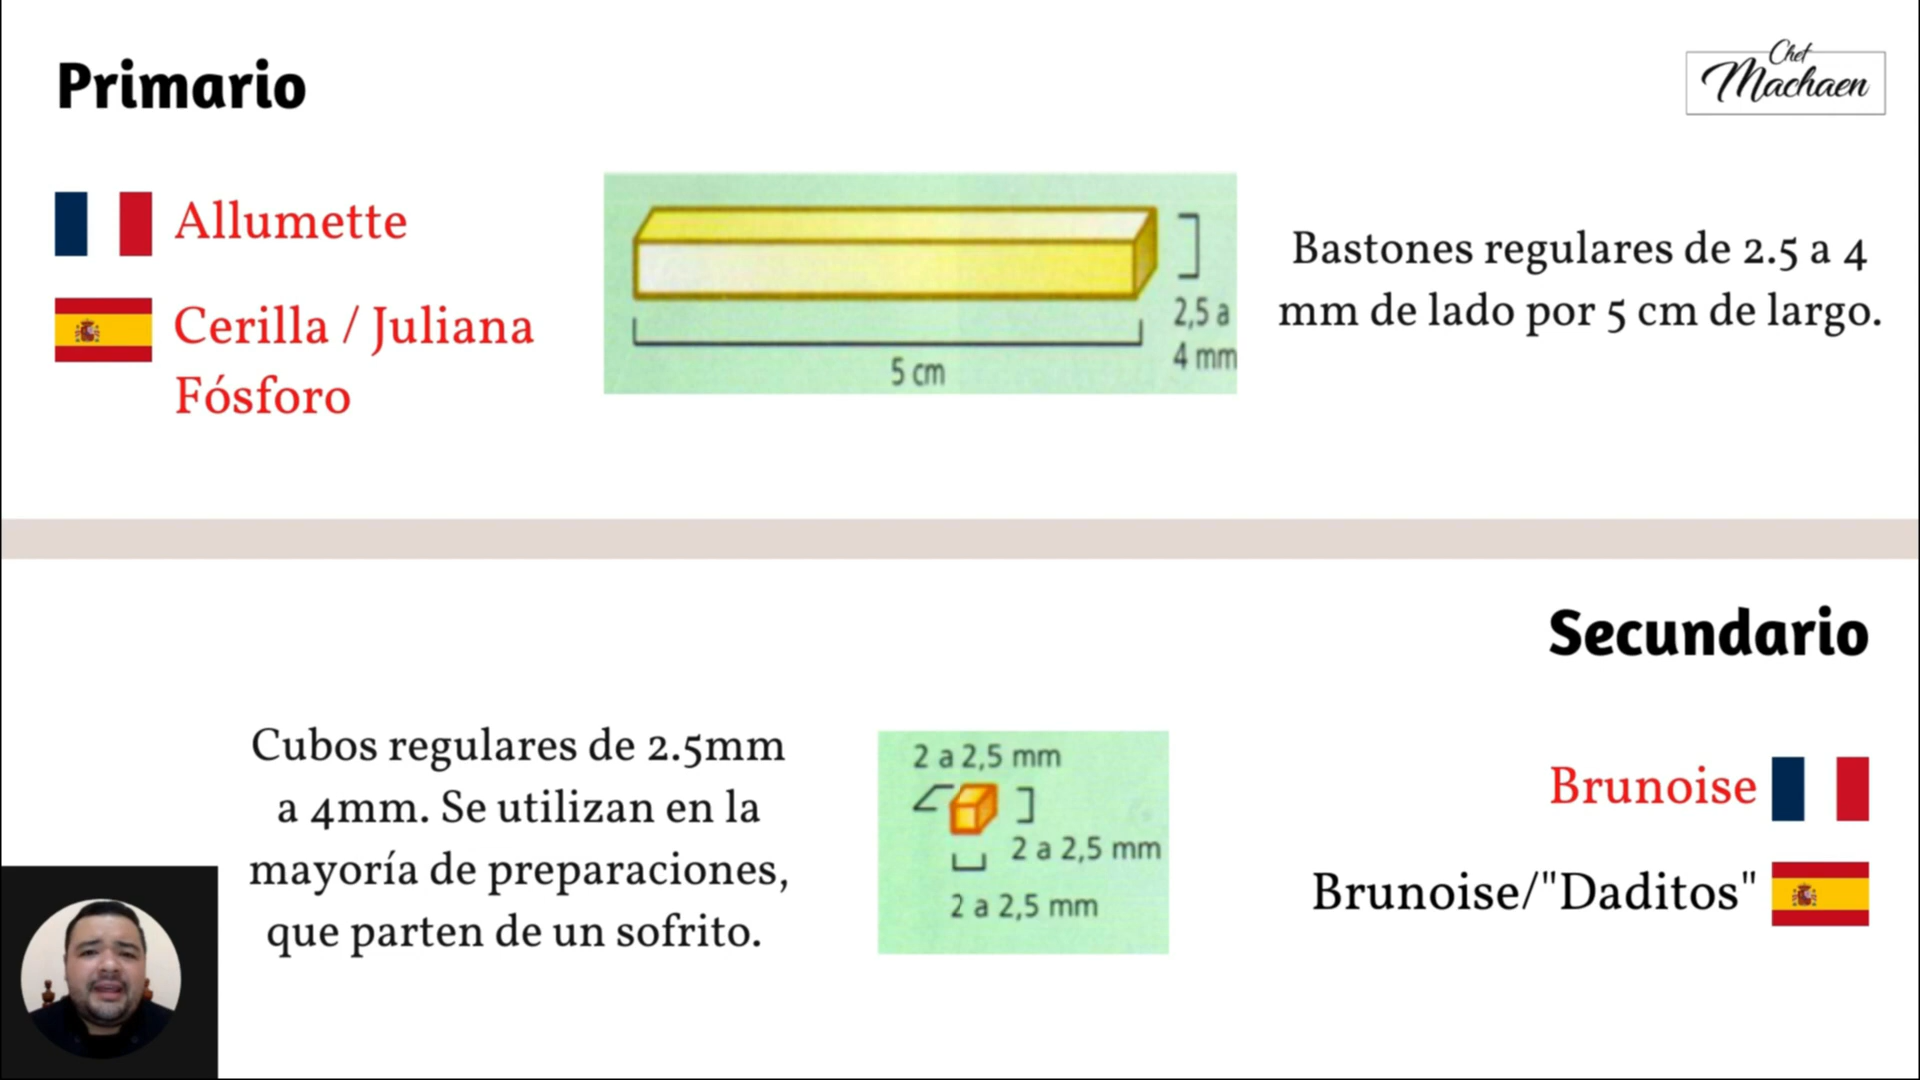 Primario
Chef
Machaen
Allumette
Cerilla / Juliana
Fósforo
2,5 a
4 mm
5 cm
Bastones regulares de 2.5 a 4
mm de lado por 5 cm de largo.
Secundario
Cubos regulares de 2.5mm
a 4mm. Se utilizan en la
mayoría de preparaciones,
que parten de un sofrito.
2 a 2,5 mm
2 a 2,5 mm
2 a 2,5 mm
Brunoise
Brunoise/"Daditos"